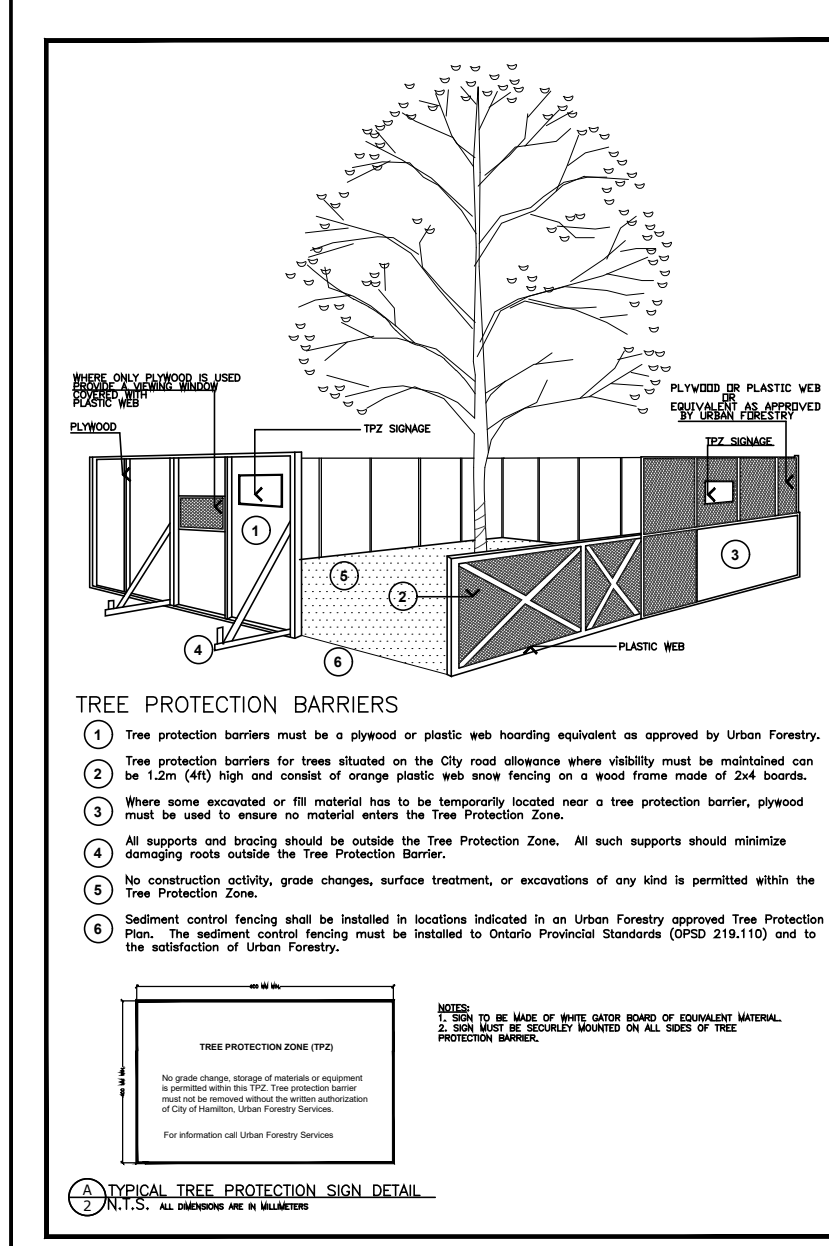 WHERE ONLY PLYWOOD IS USED
PROVIDE A VIEWING WINDOW
COVERED WITH
PLASTIC WEB
PLYWOOD
TPZ SIGNAGE
PLYWOOD OR PLASTIC WEB
OR
EQUIVALENT AS APPROVED
BY URBAN FORESTRY
TPZ SIGNAGE
1
3
5
2
4
6
PLASTIC WEB
TREE PROTECTION BARRIERS
1 Tree protection barriers must be a plywood or plastic web hoarding equivalent as approved by Urban Forestry.
2 Tree protection barriers for trees situated on the City road allowance where visibility must be maintained can
be 1.2m (4ft) high and consist of orange plastic web snow fencing on a wood frame made of 2x4 boards.
3 Where some excavated or fill material has to be temporarily located near a tree protection barrier, plywood
must be used to ensure no material enters the Tree Protection Zone.
4 All supports and bracing should be outside the Tree Protection Zone. All such supports should minimize
damaging roots outside the Tree Protection Barrier.
5 No construction activity, grade changes, surface treatment, or excavations of any kind is permitted within the
Tree Protection Zone.
6 Sediment control fencing shall be installed in locations indicated in an Urban Forestry approved Tree Protection
Plan. The sediment control fencing must be installed to Ontario Provincial Standards (OPSD 219.110) and to
the satisfaction of Urban Forestry.
TREE PROTECTION ZONE (TPZ)
No grade change, storage of materials or equipment
is permitted within this TPZ. Tree protection barrier
must not be removed without the written authorization
of City of Hamilton, Urban Forestry Services.
For information call Urban Forestry Services
NOTES:
1. SIGN TO BE MADE OF WHITE GATOR BOARD OF EQUIVALENT MATERIAL.
2. SIGN MUST BE SECURLEY MOUNTED ON ALL SIDES OF TREE
PROTECTION BARRIER.
A
2
TYPICAL TREE PROTECTION SIGN DETAIL
N.T.S. ALL DIMENSIONS ARE IN MILLIMETERS